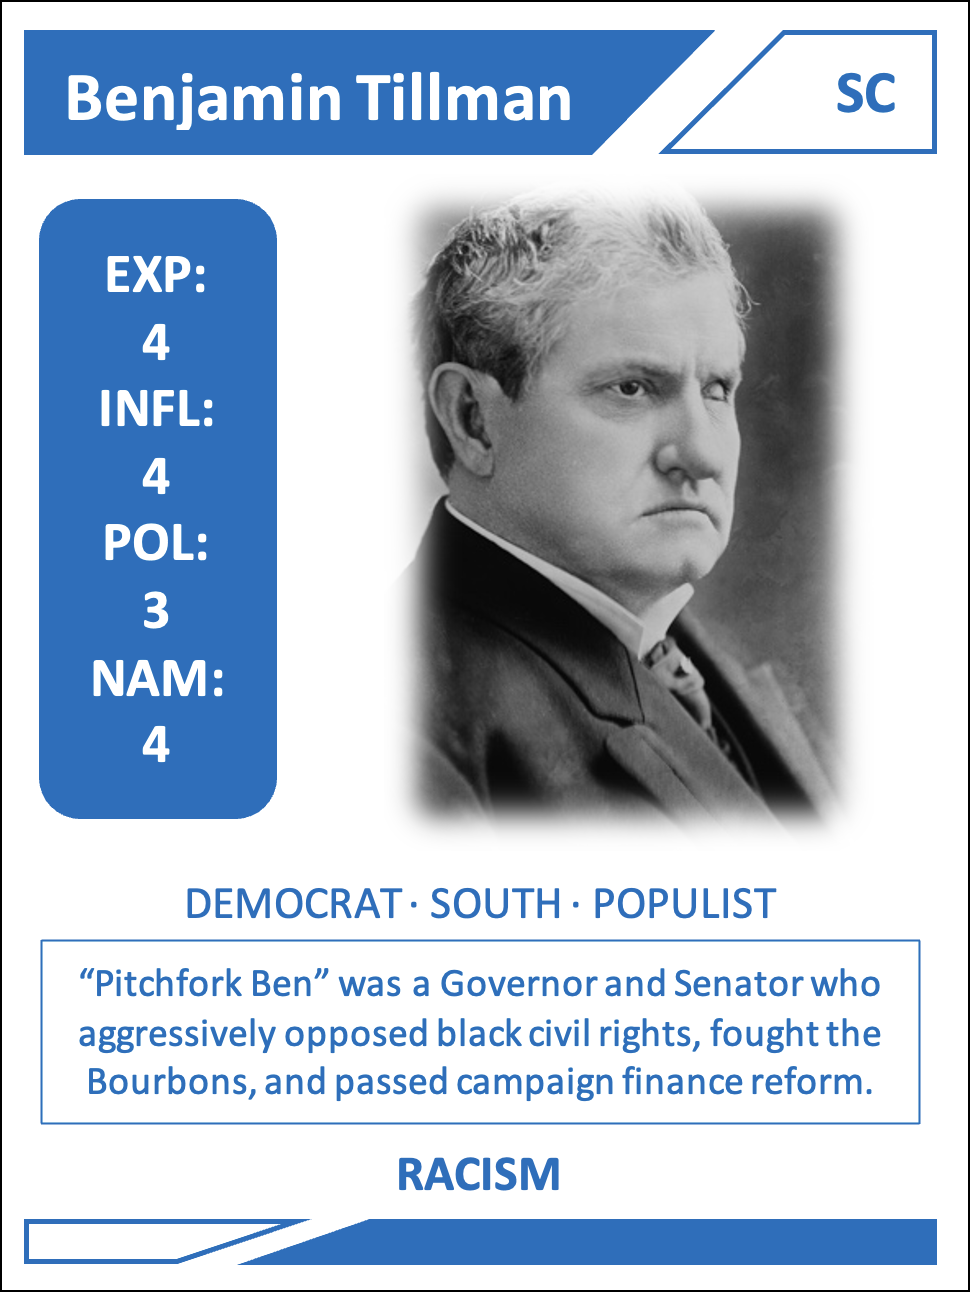 Benjamin Tillman
SC
EXP:
4
INFL:
4
POL:
3
NAM:
4
DEMOCRAT · SOUTH · POPULIST
“Pitchfork Ben” was a Governor and Senator who
aggressively opposed black civil rights, fought the
Bourbons, and passed campaign finance reform.
RACISM